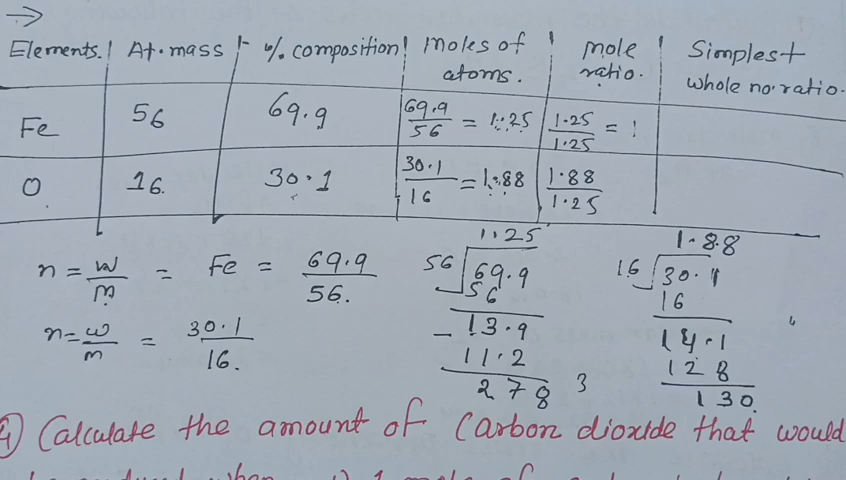 →
Elements. | At. mass | % composition | moles of atoms. | mole ratio. | Simplest whole no. ratio.
Fe | 56 | 69.9 | 69.9/56 = 1.25 | 1.25/1.25 = 1
O | 16. | 30.1 | 30.1/16 = 1.88 | 1.88/1.25
n = w/m = Fe = 69.9/56.
n = w/m = 30.1/16.
1.25
56 ) 69.9
56
- 13.9
11.2
278
3
1.88
16 ) 30.1
16
14.1
128
130.
4) Calculate the amount of Carbon dioxide that would